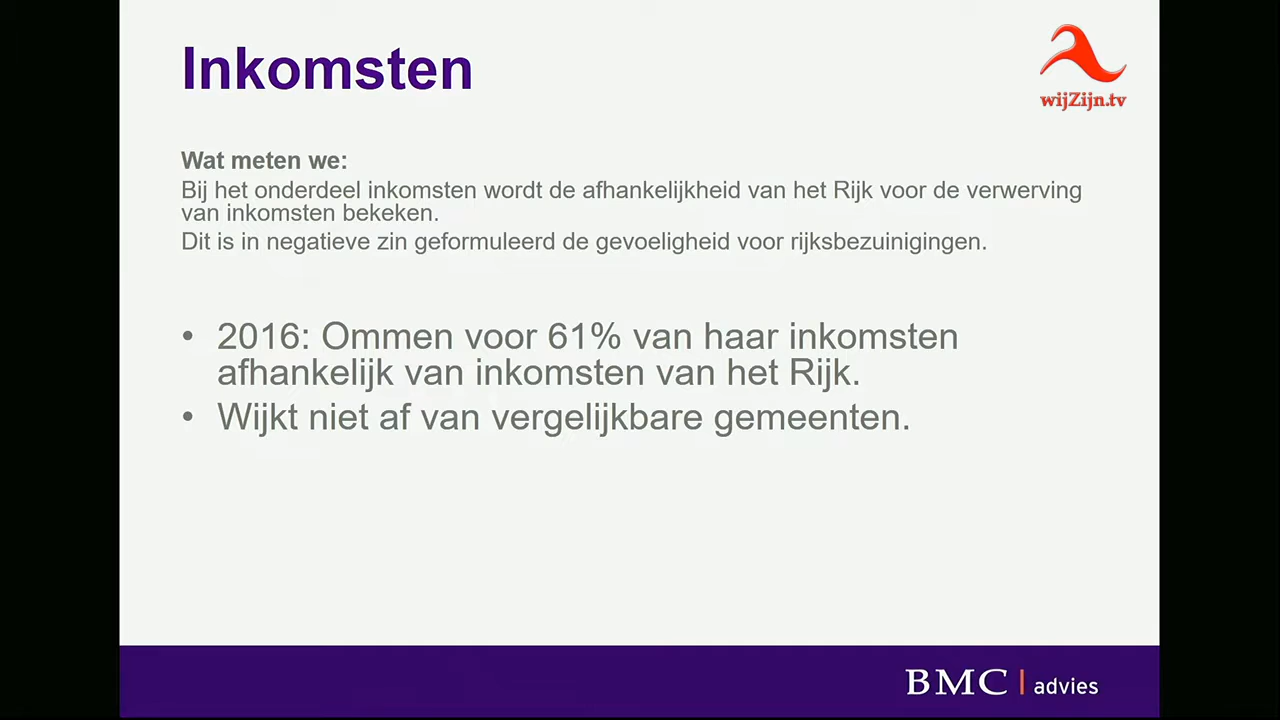 Inkomsten
wijZijn.tv
Wat meten we:
Bij het onderdeel inkomsten wordt de afhankelijkheid van het Rijk voor de verwerving
van inkomsten bekeken.
Dit is in negatieve zin geformuleerd de gevoeligheid voor rijksbezuinigingen.
• 2016: Ommen voor 61% van haar inkomsten
afhankelijk van inkomsten van het Rijk.
• Wijkt niet af van vergelijkbare gemeenten.
BMC | advies